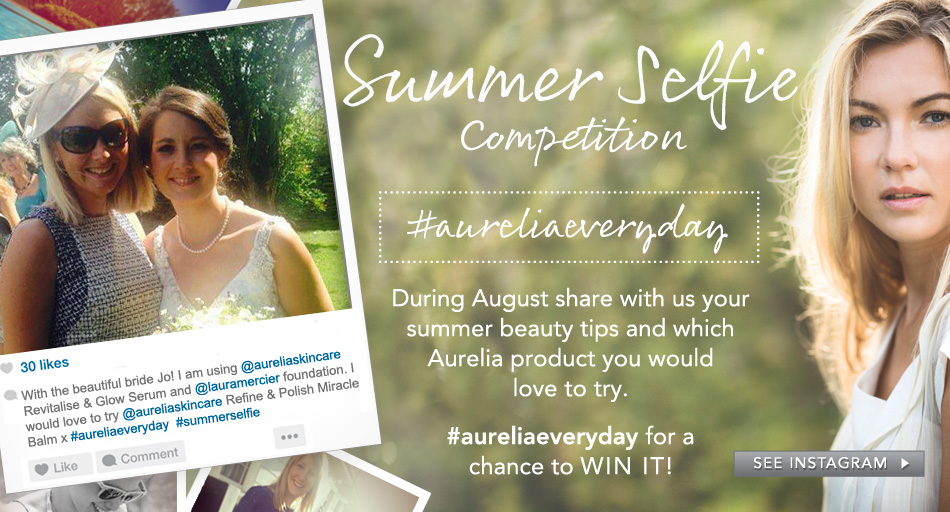 Summer Selfie
Competition
#aureliaeveryday
During August share with us your
summer beauty tips and which
Aurelia product you would
love to try.
#aureliaeveryday for a
chance to WIN IT!
SEE INSTAGRAM
30 likes
With the beautiful bride Jo! I am using @aureliaskincare
Revitalise & Glow Serum and @lauramercier foundation. I
would love to try @aureliaskincare Refine & Polish Miracle
Balm x #aureliaeveryday #summerselfie
Like
Comment